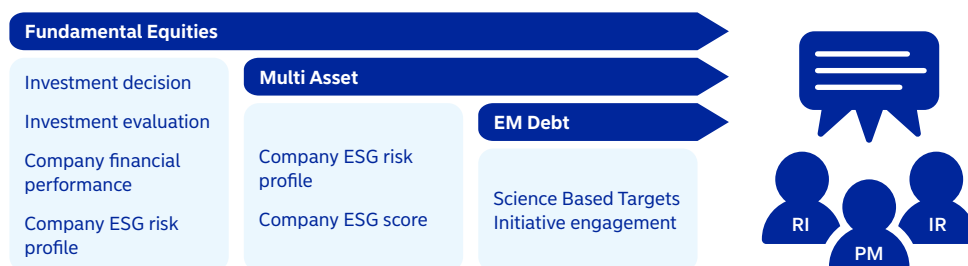 Fundamental Equities
Investment decision
Investment evaluation
Company financial
performance
Company ESG risk
profile
Multi Asset
Company ESG risk
profile
Company ESG score
EM Debt
Science Based Targets
Initiative engagement
RI
PM
IR